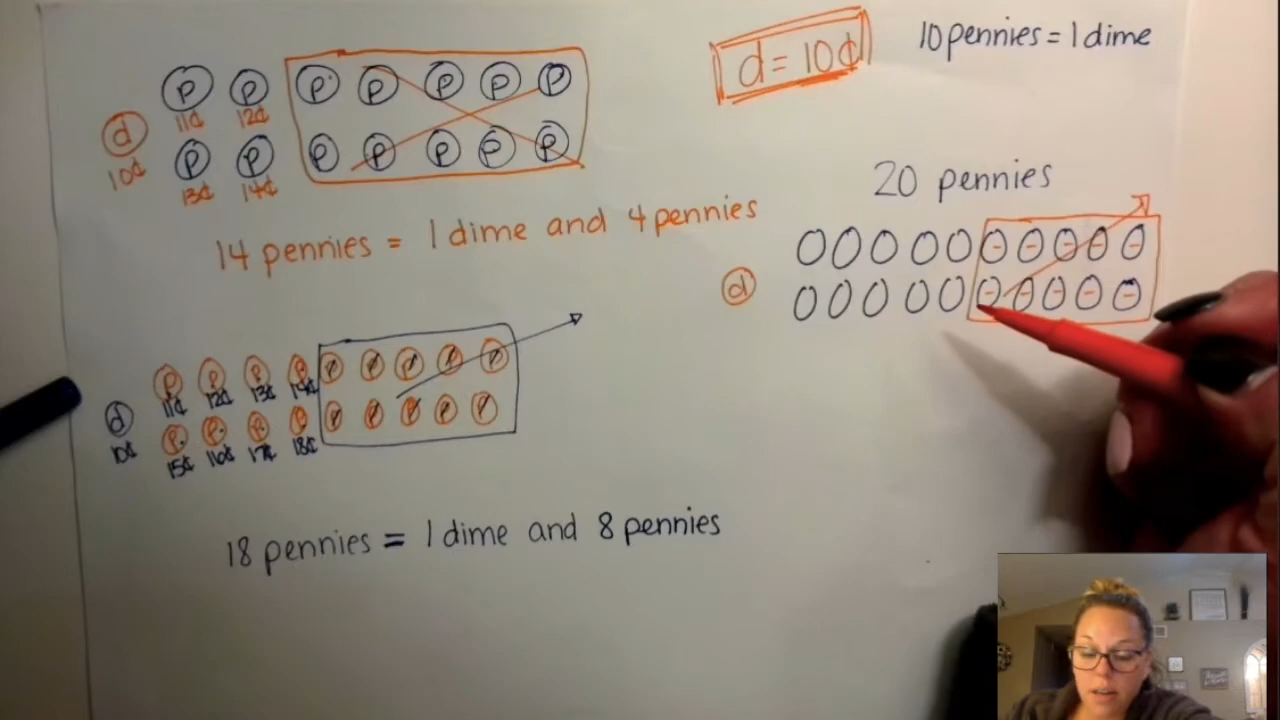 d = 10¢
10 pennies = 1 dime
P P P P P P P
11¢ 12¢
d
10¢
P P P P P P P
13¢ 14¢
14 pennies = 1 dime and 4 pennies
20 pennies
d
P P P P
11¢ 12¢ 13¢ 14¢
d
10¢
P P P P
15¢ 16¢ 17¢ 18¢
18 pennies = 1 dime and 8 pennies